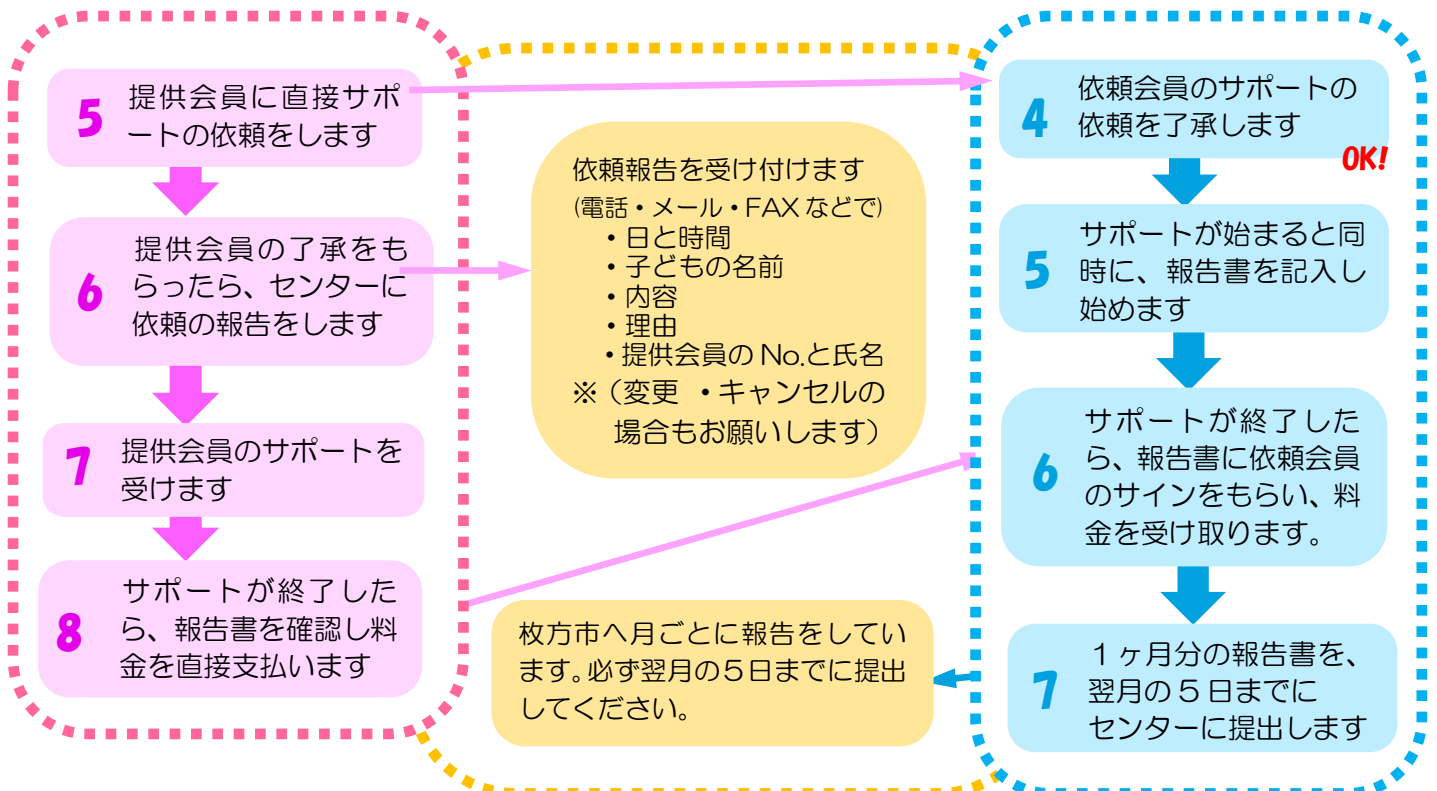 5
提供会員に直接サポ
ートの依頼をします
6
提供会員の了承をも
らったら、センターに
依頼の報告をします
7
提供会員のサポートを
受けます
8
サポートが終了した
ら、報告書を確認し料
金を直接支払います
依頼報告を受け付けます
(電話・メール・FAXなどで)
・日と時間
・子どもの名前
・内容
・理由
・提供会員のNo.と氏名
※(変更 ・キャンセルの
場合もお願いします)
枚方市へ月ごとに報告をしてい
ます。必ず翌月の5日までに提出
してください。
4
依頼会員のサポートの
依頼を了承します
OK!
5
サポートが始まると同
時に、報告書を記入し
始めます
6
サポートが終了した
ら、報告書に依頼会員
のサインをもらい、料
金を受け取ります。
7
1ヶ月分の報告書を、
翌月の5日までに
センターに提出します